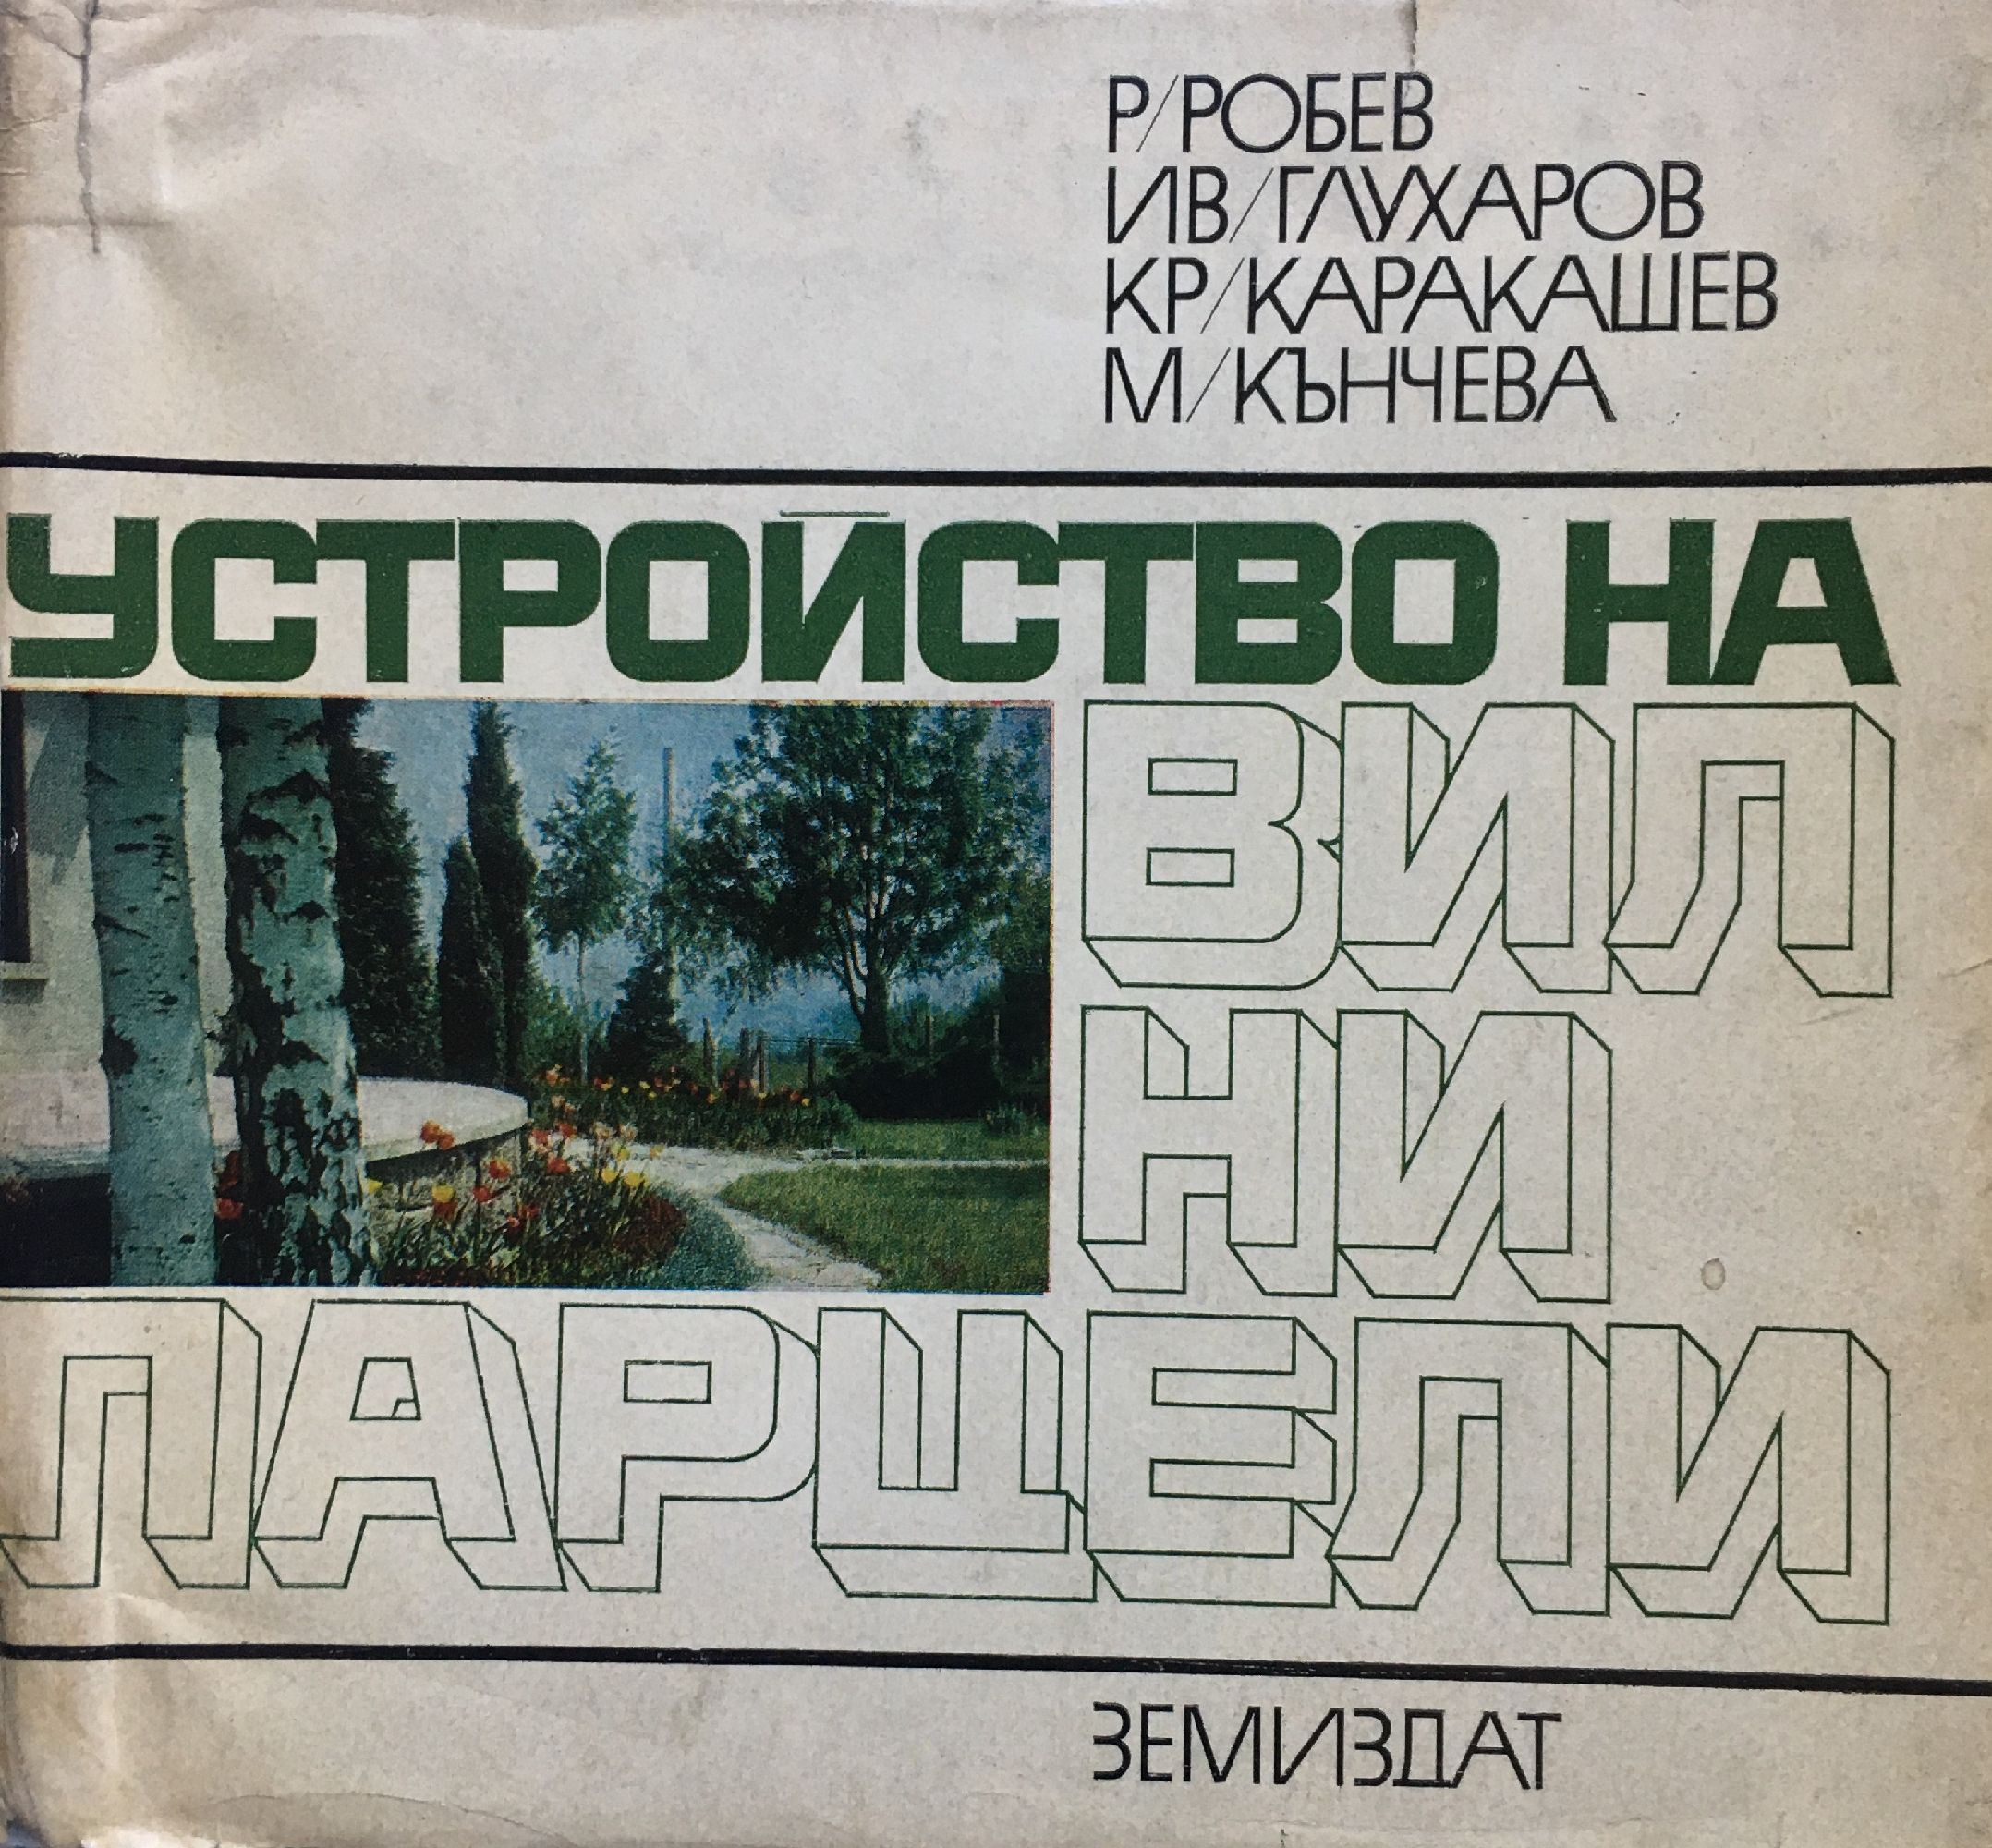 Р/РОБЕВ
ИВ/ГЛУХАРОВ
КР/КАРАКАШЕВ
М/КЪНЧЕВА
УСТРОЙСТВО НА
ВИЛ
НИ
ПАРЦЕЛИ
ЗЕМИЗДАТ